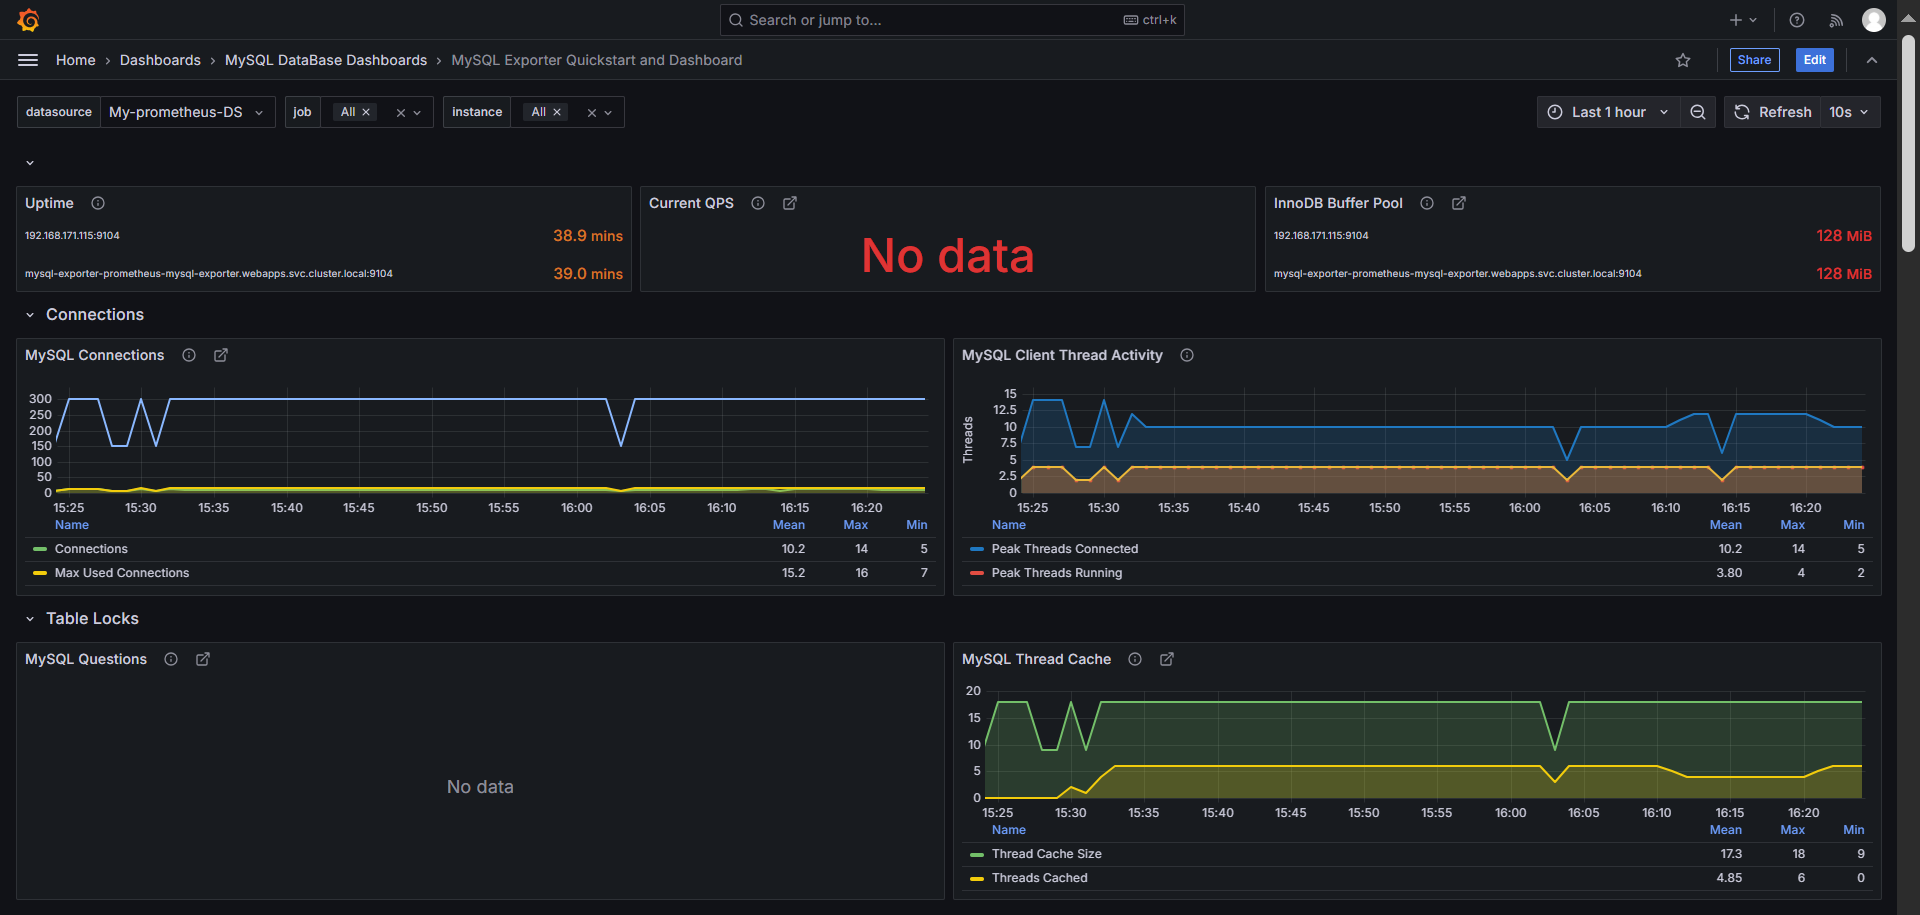 Search or jump to... ctrl+k
Home › Dashboards › MySQL DataBase Dashboards › MySQL Exporter Quickstart and Dashboard
Share Edit
datasource My-prometheus-DS job All instance All
Last 1 hour Refresh 10s
Uptime
192.168.171.115:9104 38.9 mins
mysql-exporter-prometheus-mysql-exporter.webapps.svc.cluster.local:9104 39.0 mins
Current QPS
No data
InnoDB Buffer Pool
192.168.171.115:9104 128 MiB
mysql-exporter-prometheus-mysql-exporter.webapps.svc.cluster.local:9104 128 MiB
Connections
MySQL Connections
300
250
200
150
100
50
0
15:25 15:30 15:35 15:40 15:45 15:50 15:55 16:00 16:05 16:10 16:15 16:20
Name Mean Max Min
Connections 10.2 14 5
Max Used Connections 15.2 16 7
MySQL Client Thread Activity
Threads
15
12.5
10
7.5
5
2.5
0
15:25 15:30 15:35 15:40 15:45 15:50 15:55 16:00 16:05 16:10 16:15 16:20
Name Mean Max Min
Peak Threads Connected 10.2 14 5
Peak Threads Running 3.80 4 2
Table Locks
MySQL Questions
No data
MySQL Thread Cache
20
15
10
5
0
15:25 15:30 15:35 15:40 15:45 15:50 15:55 16:00 16:05 16:10 16:15 16:20
Name Mean Max Min
Thread Cache Size 17.3 18 9
Threads Cached 4.85 6 0